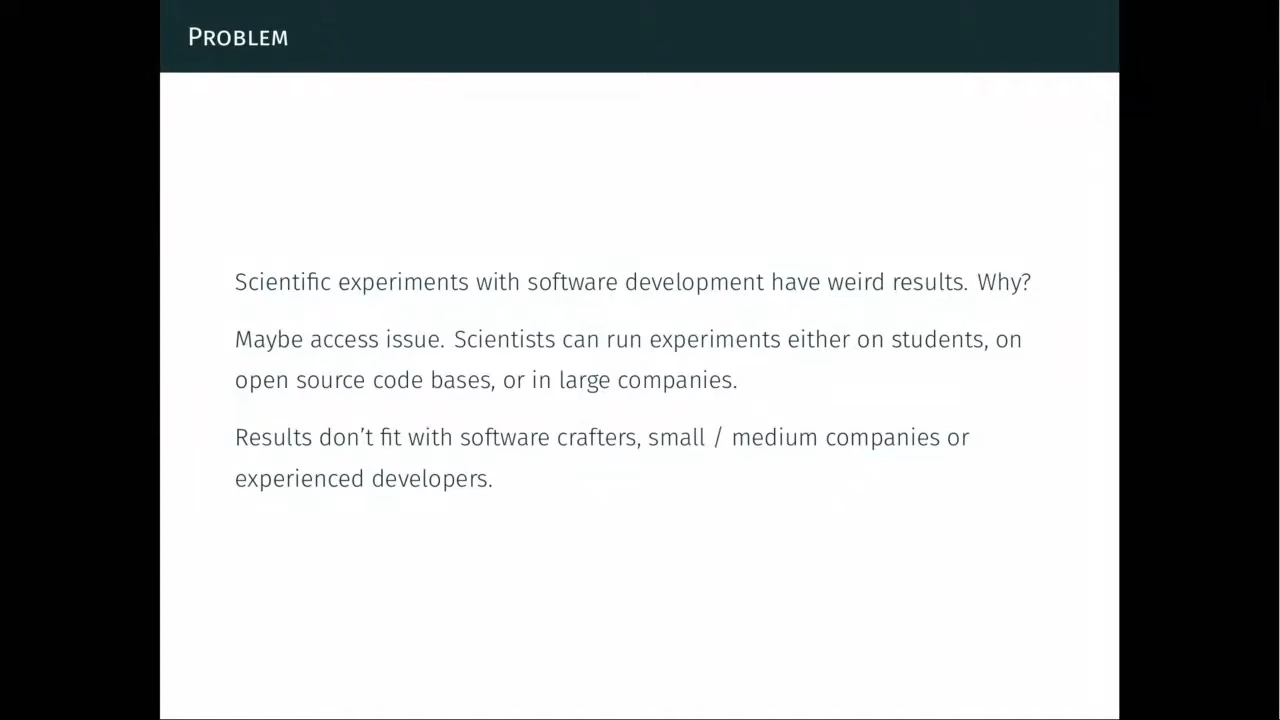 Problem
Scientific experiments with software development have weird results. Why?
Maybe access issue. Scientists can run experiments either on students, on
open source code bases, or in large companies.
Results don’t fit with software crafters, small / medium companies or
experienced developers.